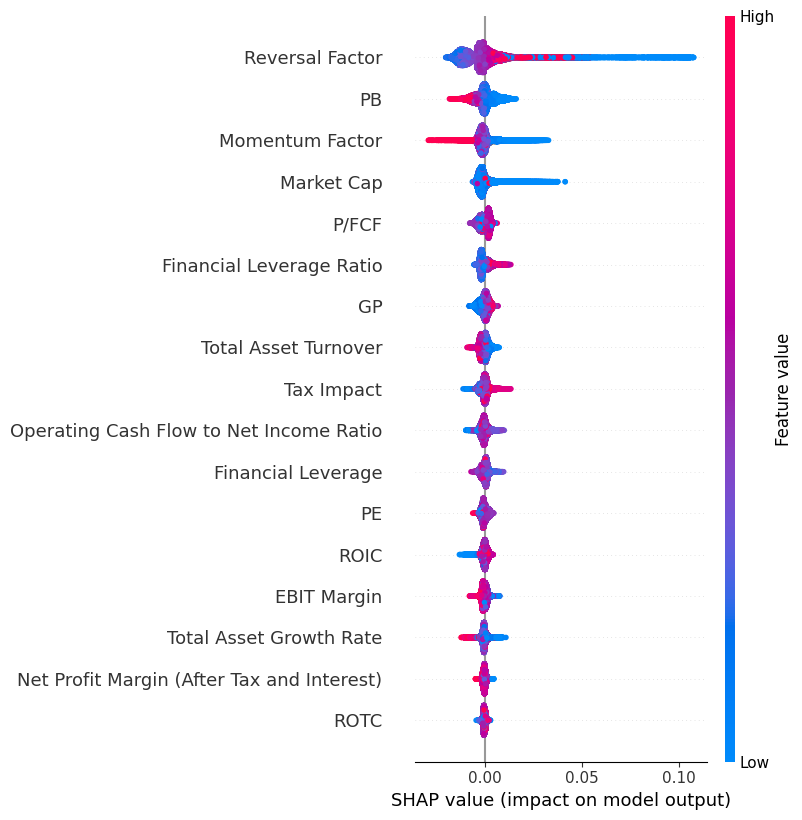 High
Reversal Factor
PB
Momentum Factor
Market Cap
P/FCF
Financial Leverage Ratio
GP
Total Asset Turnover
Tax Impact
Operating Cash Flow to Net Income Ratio
Financial Leverage
PE
ROIC
EBIT Margin
Total Asset Growth Rate
Net Profit Margin (After Tax and Interest)
ROTC
Feature value
Low
0.00 0.05 0.10
SHAP value (impact on model output)